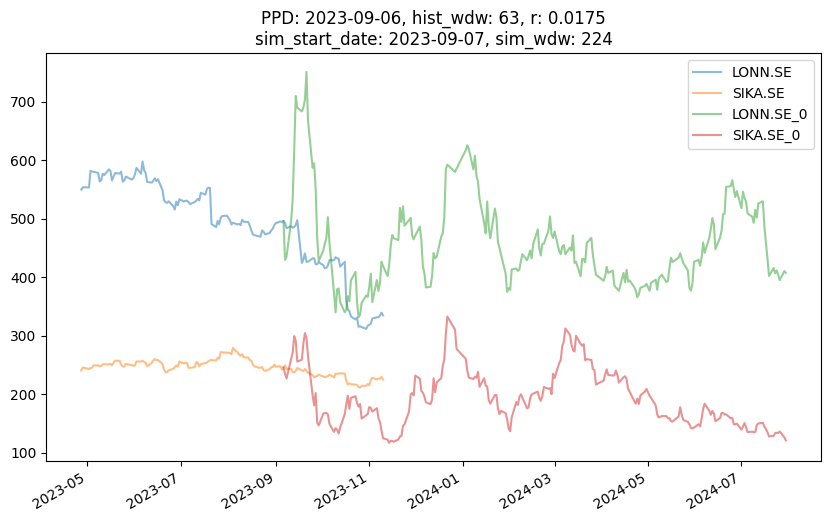 PPD: 2023-09-06, hist_wdw: 63, r: 0.0175
sim_start_date: 2023-09-07, sim_wdw: 224
LONN.SE
SIKA.SE
LONN.SE_0
SIKA.SE_0
700
600
500
400
300
200
100
2023-05
2023-07
2023-09
2023-11
2024-01
2024-03
2024-05
2024-07